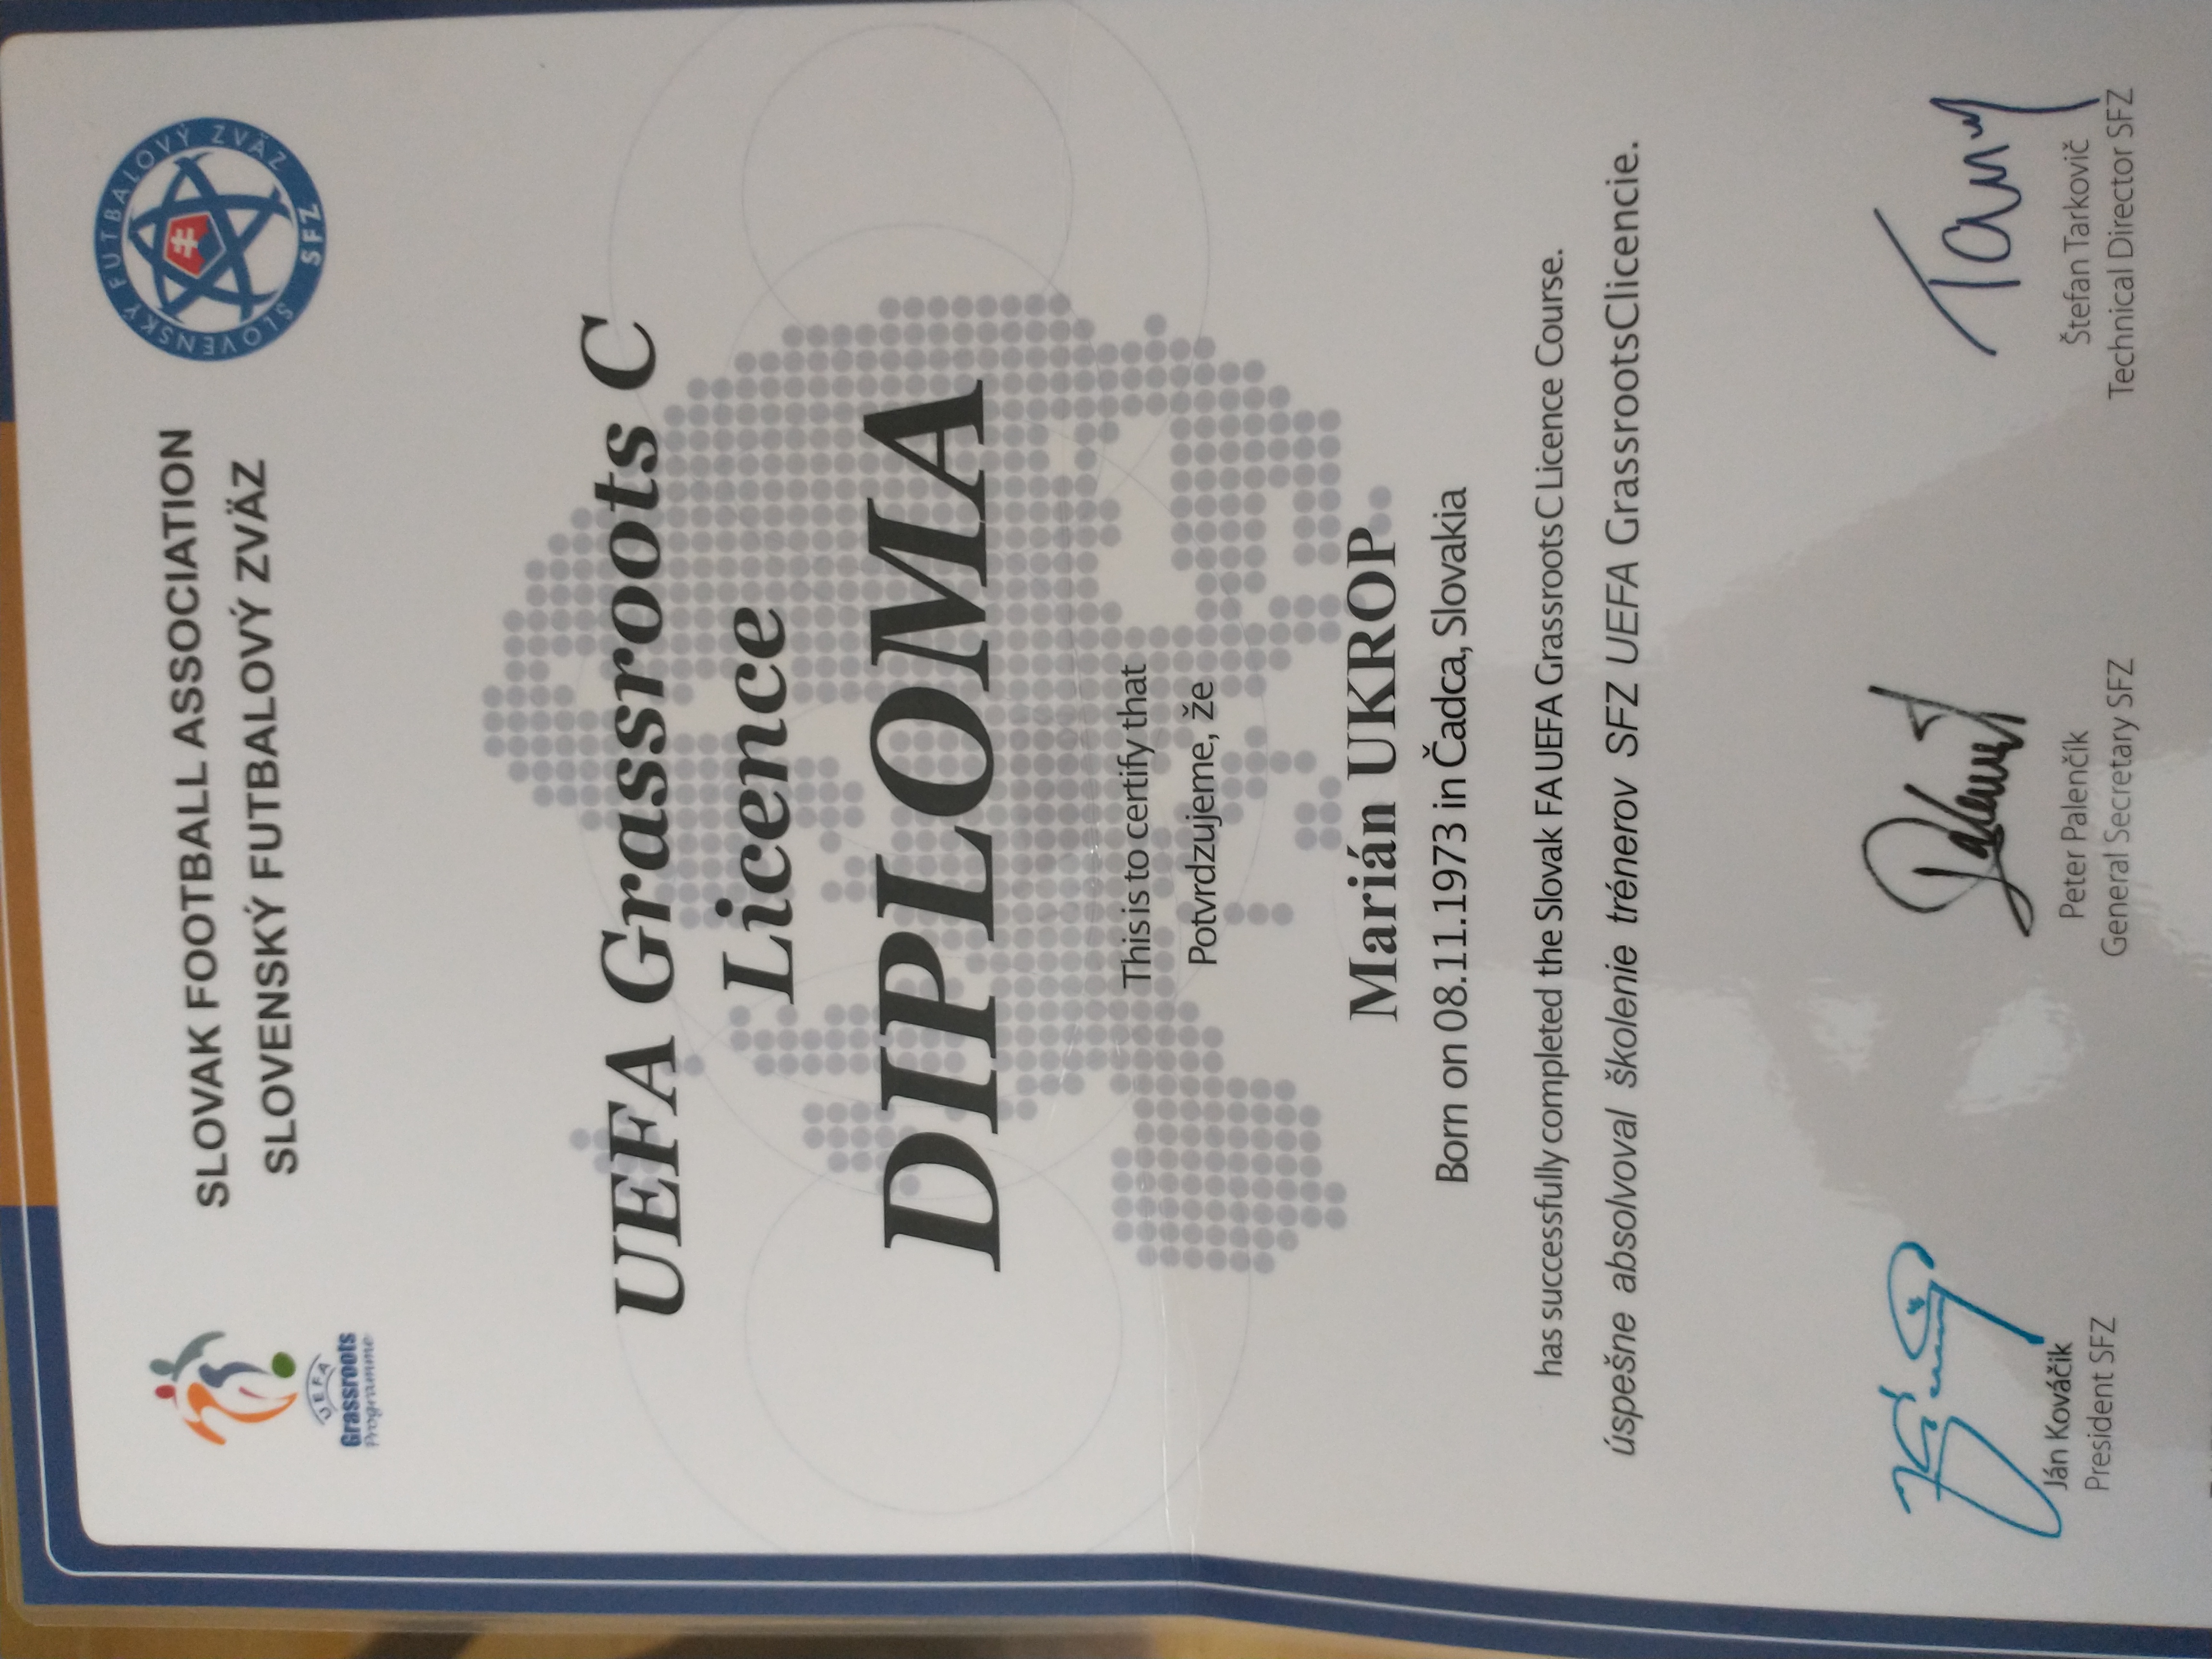 SLOVAK FOOTBALL ASSOCIATION
SLOVENSKÝ FUTBALOVÝ ZVÄZ
UEFA
Grassroots
Programme
SLOVENSKÝ FUTBALOVÝ ZVÄZ
SFZ
UEFA Grassroots C
Licence
DIPLOMA
This is to certify that
Potvrdzujeme, že
Marián UKROP
Born on 08.11.1973 in Čadca, Slovakia
has successfully completed the Slovak FA UEFA Grassroots C Licence Course.
úspešne absolvoval školenie trénerov SFZ UEFA GrassrootsClicencie.
Ján Kováčik
President SFZ
Peter Palenčík
General Secretary SFZ
Štefan Tarkovič
Technical Director SFZ